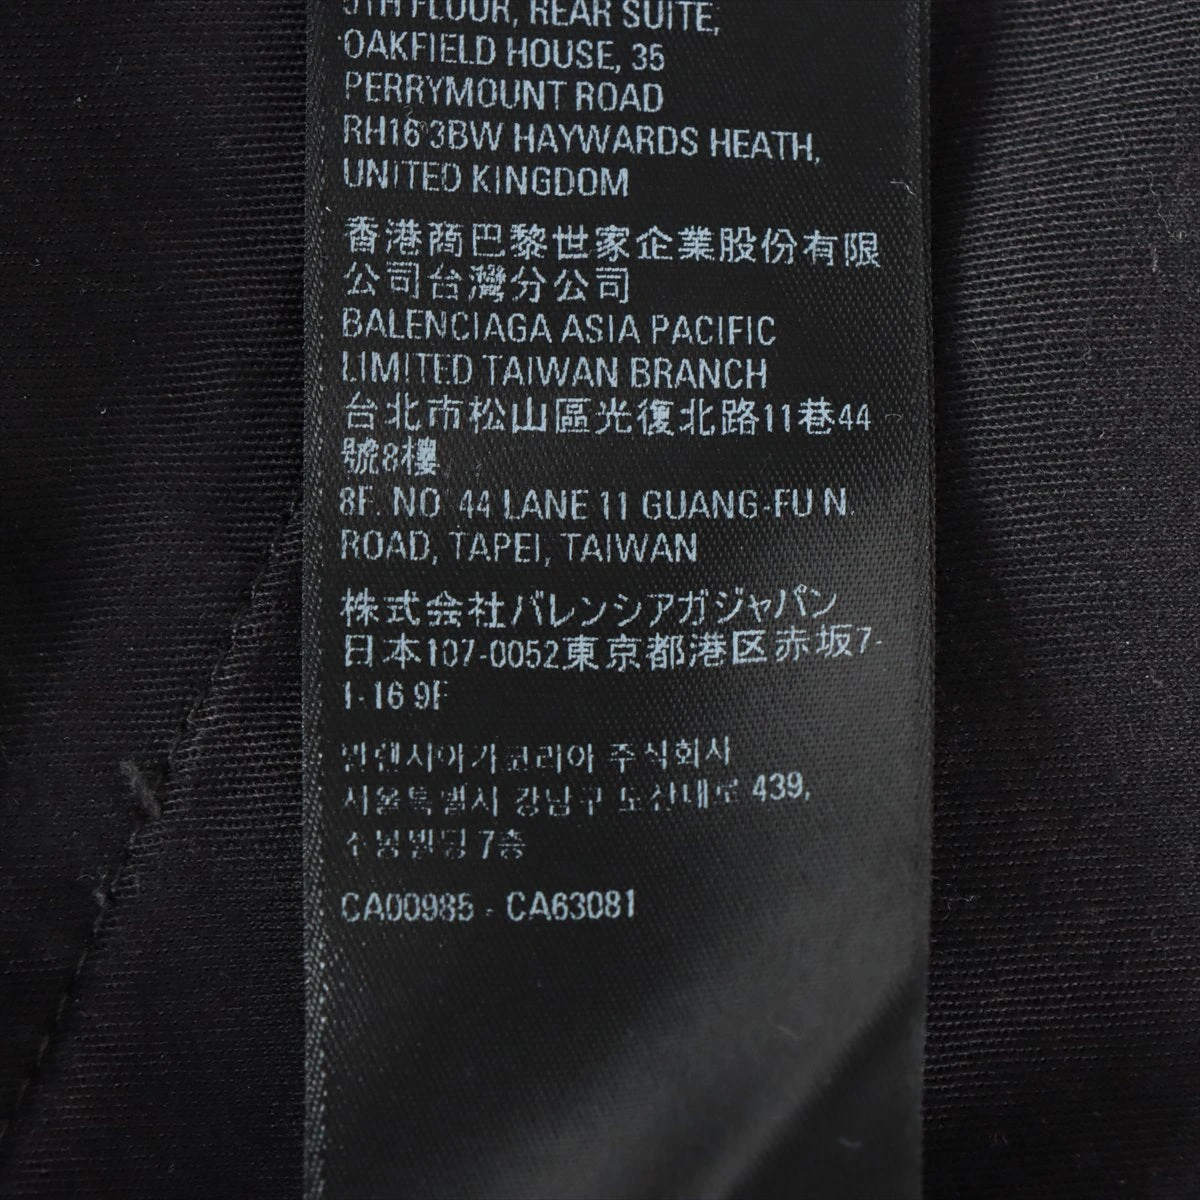 5TH FLOOR, REAR SUITE,
OAKFIELD HOUSE, 35
PERRYMOUNT ROAD
RH16 3BW HAYWARDS HEATH,
UNITED KINGDOM
香港商巴黎世家企業股份有限
公司台灣分公司
BALENCIAGA ASIA PACIFIC
LIMITED TAIWAN BRANCH
台北市松山區光復北路11巷44
號8樓
8F. NO 44 LANE 11 GUANG-FU N.
ROAD, TAPEI, TAIWAN
株式会社バレンシアガジャパン
日本107-0052東京都港区赤坂7-
1-16 9F
발렌시아가코리아 주식회사
서울특별시 강남구 도산대로 439,
7층
CA00985 - CA63081